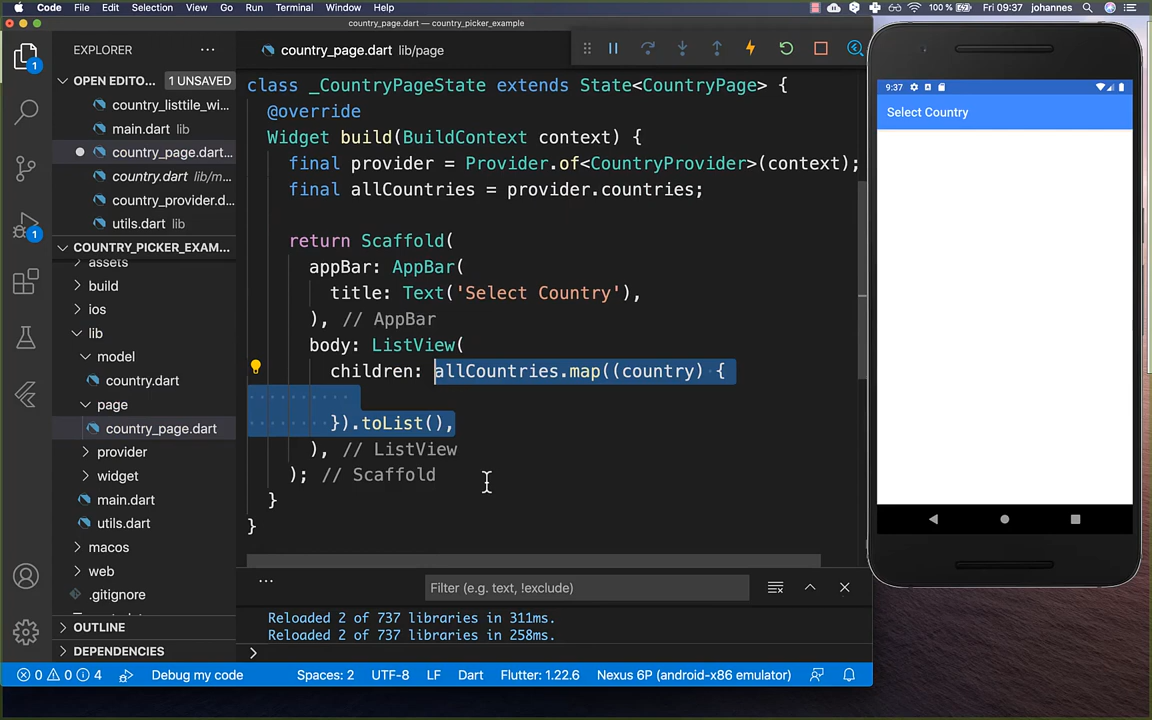 Code File Edit Selection View Go Run Terminal Window Help 100 % Fri 09:37 johannes
country_page.dart — country_picker_example
EXPLORER
OPEN EDITO... 1 UNSAVED
country_listtile_wi...
main.dart lib
country_page.dart...
country.dart lib/m...
country_provider.d...
utils.dart lib
COUNTRY_PICKER_EXAM...
assets
build
ios
lib
model
country.dart
page
country_page.dart
provider
widget
main.dart
utils.dart
macos
web
.gitignore
OUTLINE
DEPENDENCIES
1
1
country_page.dart lib/page
class _CountryPageState extends State<CountryPage> {
@override
Widget build(BuildContext context) {
final provider = Provider.of<CountryProvider>(context);
final allCountries = provider.countries;
return Scaffold(
appBar: AppBar(
title: Text('Select Country'),
), // AppBar
body: ListView(
children: allCountries.map((country) {
}).toList(),
), // ListView
); // Scaffold
}
}
...
Filter (e.g. text, !exclude)
Reloaded 2 of 737 libraries in 311ms.
Reloaded 2 of 737 libraries in 258ms.
>
0 0 4 Debug my code Spaces: 2 UTF-8 LF Dart Flutter: 1.22.6 Nexus 6P (android-x86 emulator)
9:37
Select Country